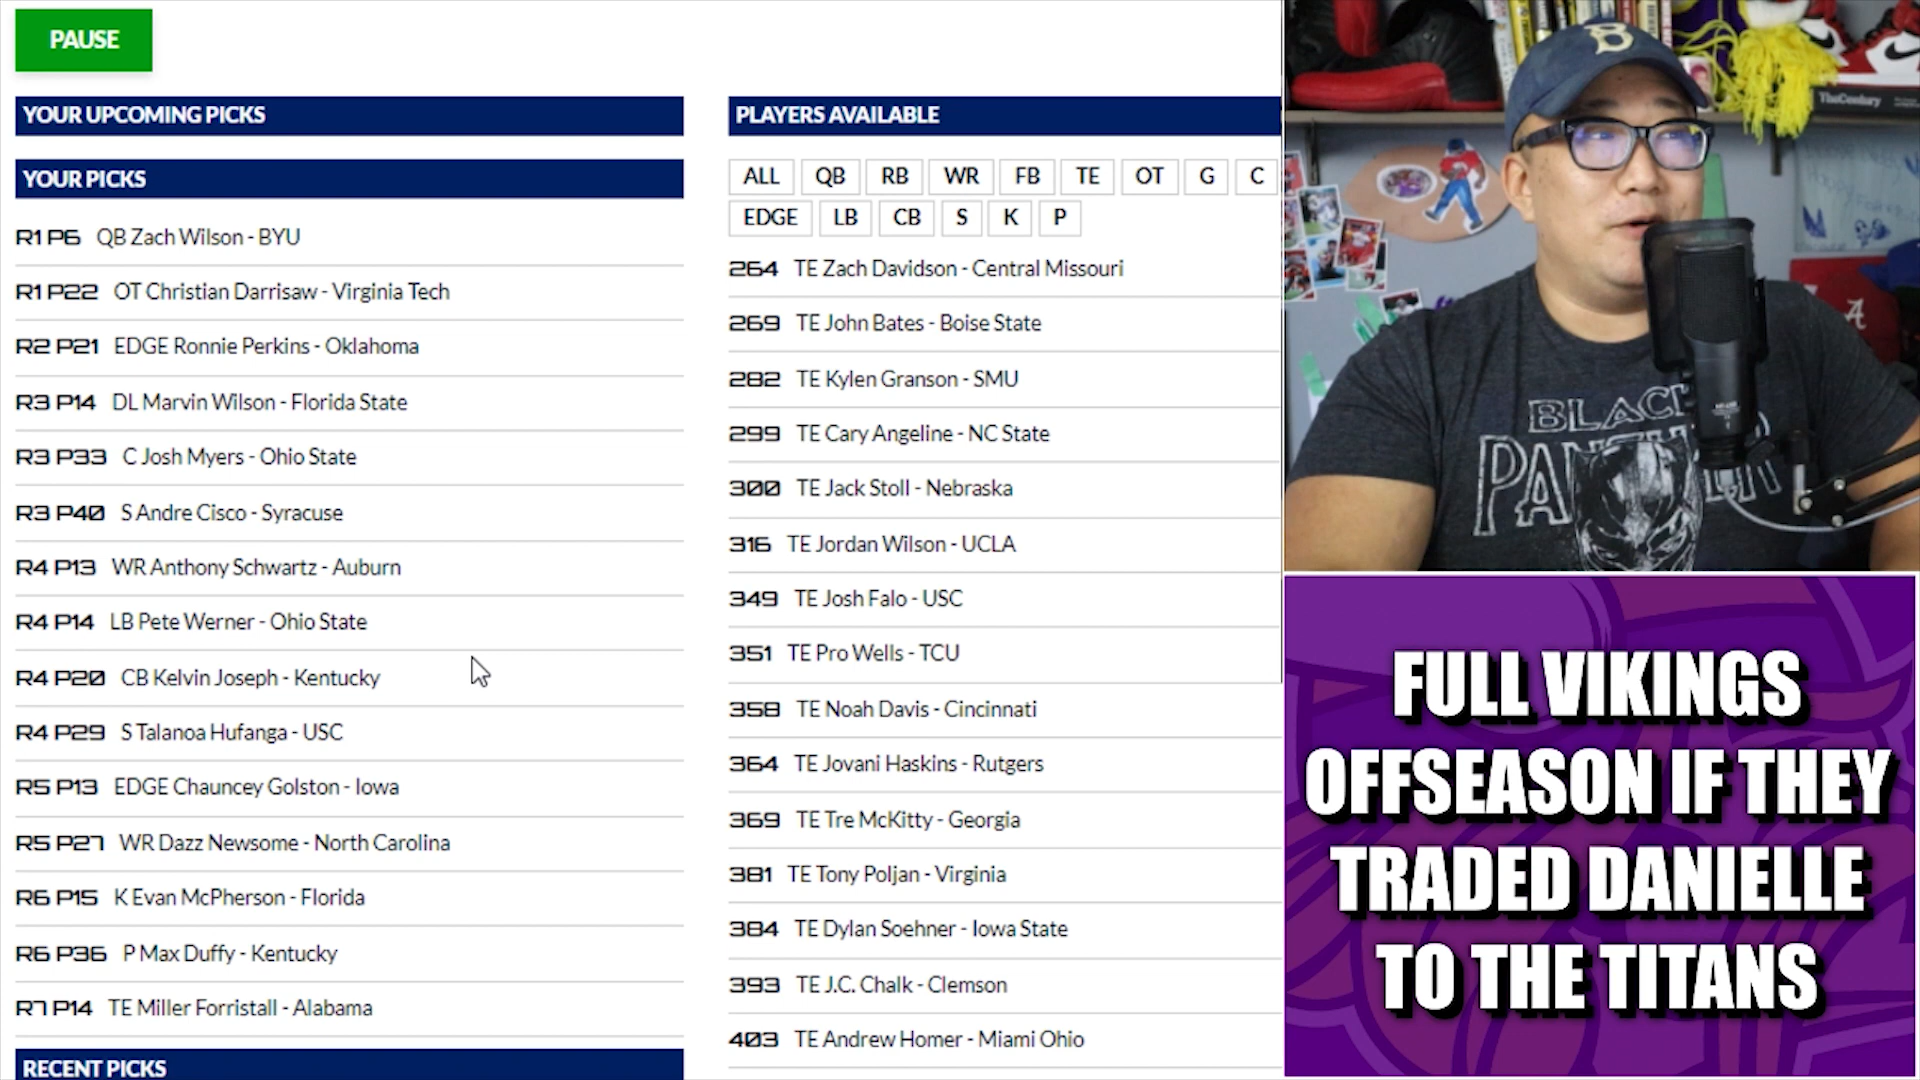 PAUSE
YOUR UPCOMING PICKS
YOUR PICKS
R1 P6 QB Zach Wilson - BYU
R1 P22 OT Christian Darrisaw - Virginia Tech
R2 P21 EDGE Ronnie Perkins - Oklahoma
R3 P14 DL Marvin Wilson - Florida State
R3 P33 C Josh Myers - Ohio State
R3 P40 S Andre Cisco - Syracuse
R4 P13 WR Anthony Schwartz - Auburn
R4 P14 LB Pete Werner - Ohio State
R4 P20 CB Kelvin Joseph - Kentucky
R4 P29 S Talanoa Hufanga - USC
R5 P13 EDGE Chauncey Golston - Iowa
R5 P27 WR Dazz Newsome - North Carolina
R6 P15 K Evan McPherson - Florida
R6 P36 P Max Duffy - Kentucky
R7 P14 TE Miller Forristall - Alabama
RECENT PICKS
PLAYERS AVAILABLE
ALL QB RB WR FB TE OT G C
EDGE LB CB S K P
264 TE Zach Davidson - Central Missouri
269 TE John Bates - Boise State
282 TE Kylen Granson - SMU
299 TE Cary Angeline - NC State
300 TE Jack Stoll - Nebraska
316 TE Jordan Wilson - UCLA
349 TE Josh Falo - USC
351 TE Pro Wells - TCU
358 TE Noah Davis - Cincinnati
364 TE Jovani Haskins - Rutgers
369 TE Tre McKitty - Georgia
381 TE Tony Poljan - Virginia
384 TE Dylan Soehner - Iowa State
393 TE J.C. Chalk - Clemson
403 TE Andrew Homer - Miami Ohio
B
TheCentury
A
BLACK
PANTHER
FULL VIKINGS
OFFSEASON IF THEY
TRADED DANIELLE
TO THE TITANS